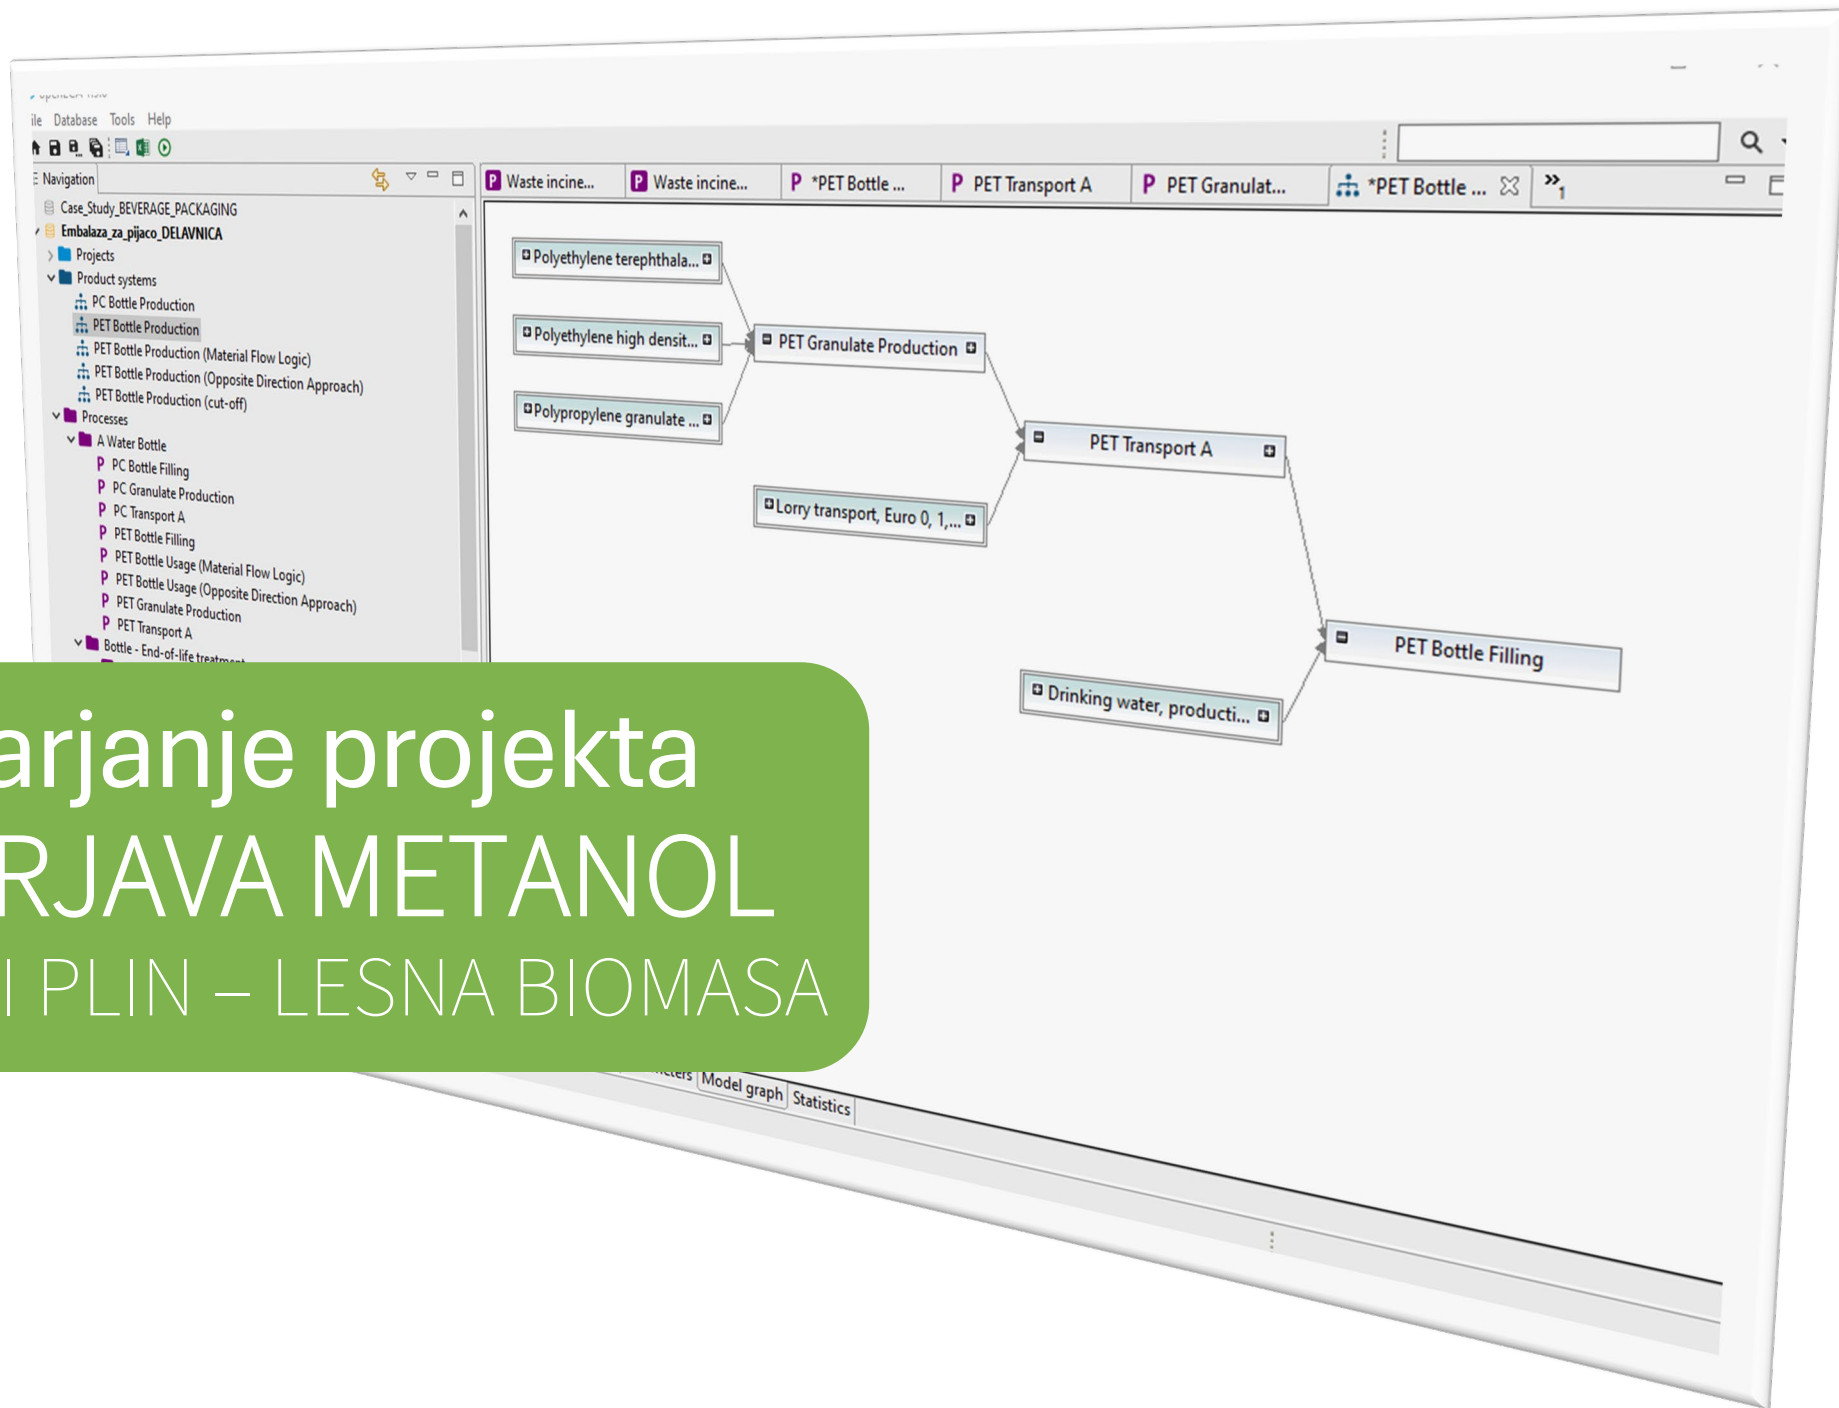 Database Tools Help
Navigation
Case_Study_BEVERAGE_PACKAGING
Embalaza_za_pijaco_DELAVNICA
Projects
Product systems
PC Bottle Production
PET Bottle Production
PET Bottle Production (Material Flow Logic)
PET Bottle Production (Opposite Direction Approach)
PET Bottle Production (cut-off)
Processes
A Water Bottle
P PC Bottle Filling
P PC Granulate Production
P PC Transport A
P PET Bottle Filling
P PET Bottle Usage (Material Flow Logic)
P PET Bottle Usage (Opposite Direction Approach)
P PET Granulate Production
P PET Transport A
Bottle - End-of-life treatment
P Waste incine... P Waste incine... P *PET Bottle ... P PET Transport A P PET Granulat... *PET Bottle ... »1
Polyethylene terephthala...
Polyethylene high densit...
Polypropylene granulate ...
PET Granulate Production
Lorry transport, Euro 0, 1,...
PET Transport A
Drinking water, producti...
PET Bottle Filling
arjanje projekta
RJAVA METANOL
I PLIN – LESNA BIOMASA
Model graph Statistics